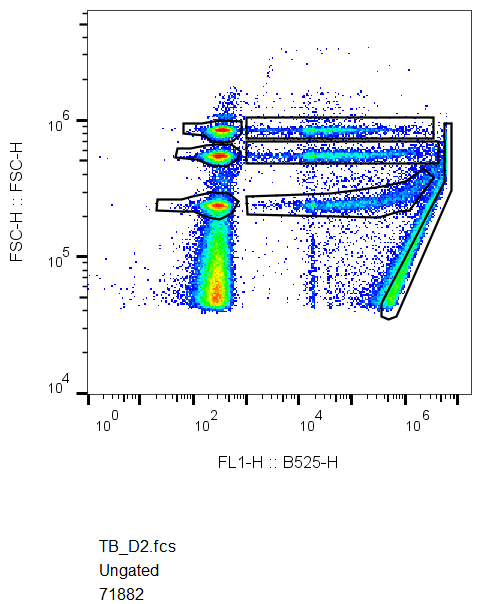 10^6
10^5
10^4
FSC-H :: FSC-H
10^0
10^2
10^4
10^6
FL1-H :: B525-H
TB_D2.fcs
Ungated
71882